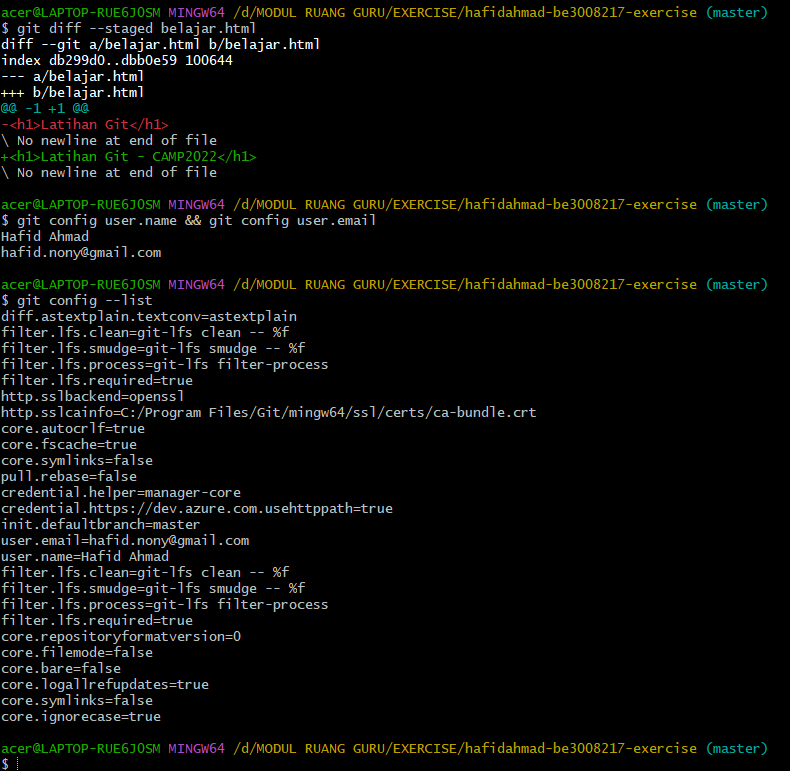 acer@LAPTOP-RUE6J0SM MINGW64 /d/MODUL RUANG GURU/EXERCISE/hafidahmad-be3008217-exercise (master)
$ git diff --staged belajar.html
diff --git a/belajar.html b/belajar.html
index db299d0..dbb0e59 100644
--- a/belajar.html
+++ b/belajar.html
@@ -1 +1 @@
-<h1>Latihan Git</h1>
\ No newline at end of file
+<h1>Latihan Git - CAMP2022</h1>
\ No newline at end of file
acer@LAPTOP-RUE6J0SM MINGW64 /d/MODUL RUANG GURU/EXERCISE/hafidahmad-be3008217-exercise (master)
$ git config user.name && git config user.email
Hafid Ahmad
hafid.nony@gmail.com
acer@LAPTOP-RUE6J0SM MINGW64 /d/MODUL RUANG GURU/EXERCISE/hafidahmad-be3008217-exercise (master)
$ git config --list
diff.astextplain.textconv=astextplain
filter.lfs.clean=git-lfs clean -- %f
filter.lfs.smudge=git-lfs smudge -- %f
filter.lfs.process=git-lfs filter-process
filter.lfs.required=true
http.sslbackend=openssl
http.sslcainfo=C:/Program Files/Git/mingw64/ssl/certs/ca-bundle.crt
core.autocrlf=true
core.fscache=true
core.symlinks=false
pull.rebase=false
credential.helper=manager-core
credential.https://dev.azure.com.usehttppath=true
init.defaultbranch=master
user.email=hafid.nony@gmail.com
user.name=Hafid Ahmad
filter.lfs.clean=git-lfs clean -- %f
filter.lfs.smudge=git-lfs smudge -- %f
filter.lfs.process=git-lfs filter-process
filter.lfs.required=true
core.repositoryformatversion=0
core.filemode=false
core.bare=false
core.logallrefupdates=true
core.symlinks=false
core.ignorecase=true
acer@LAPTOP-RUE6J0SM MINGW64 /d/MODUL RUANG GURU/EXERCISE/hafidahmad-be3008217-exercise (master)
$